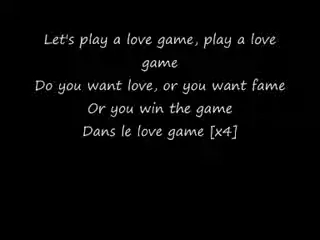 Let's play a love game, play a love
game
Do you want love, or you want fame
Or you win the game
Dans le love game [x4]